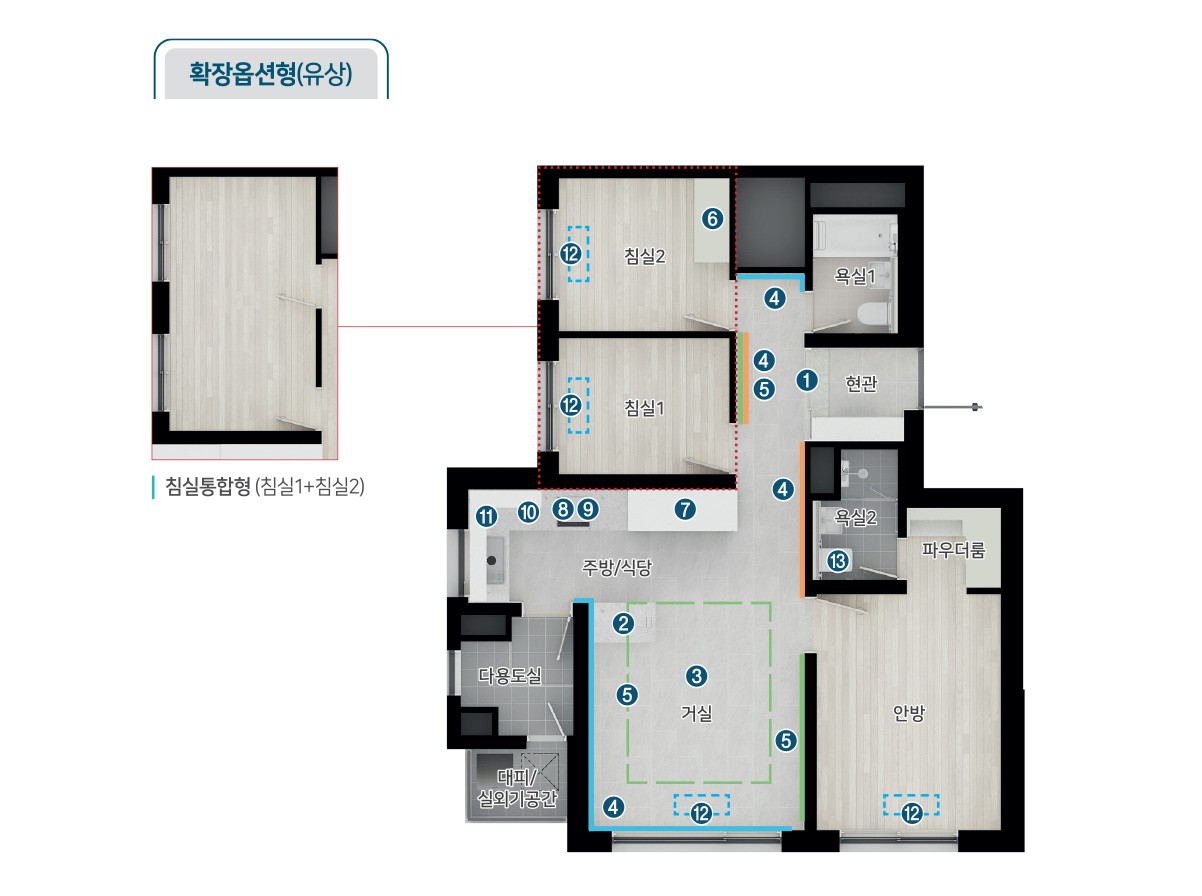 확장옵션형(유상)
⑥
침실2
⑫
욕실1
④
④
①
현관
⑤
⑫
침실1
침실통합형 (침실1+침실2)
④
⑪
⑩
⑧
⑨
⑦
욕실2
파우더룸
⑬
주방/식당
②
다용도실
③
⑤
거실
안방
⑤
대피/
실외기공간
④
⑫
⑫